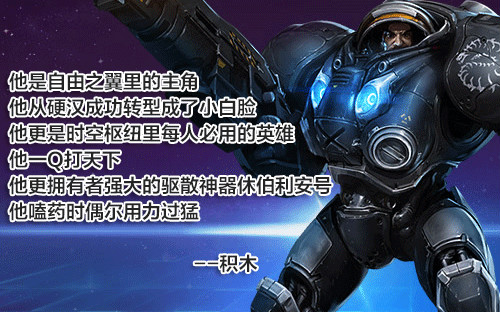 他是自由之翼里的主角
他从硬汉成功转型成了小白脸
他更是时空枢纽里每人必用的英雄
他一Q打天下
他更拥有者强大的驱散神器休伯利安号
他嗑药时偶尔用力过猛
——积木